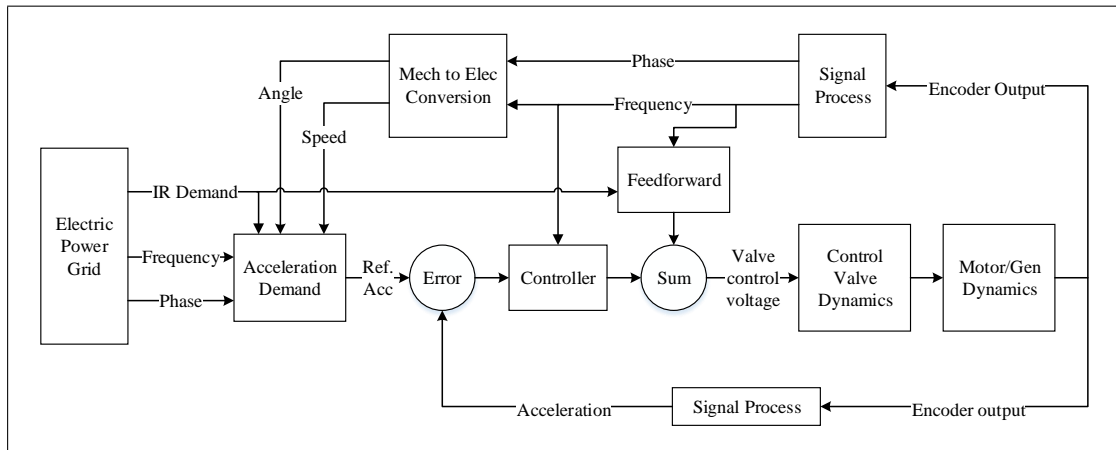 Mech to Elec
Conversion
Phase
Signal
Process
Encoder Output
Angle
Frequency
Speed
Feedforward
Electric
Power
Grid
IR Demand
Frequency
Phase
Acceleration
Demand
Ref.
Acc
Error
Controller
Sum
Valve
control
voltage
Control
Valve
Dynamics
Motor/Gen
Dynamics
Acceleration
Signal Process
Encoder output